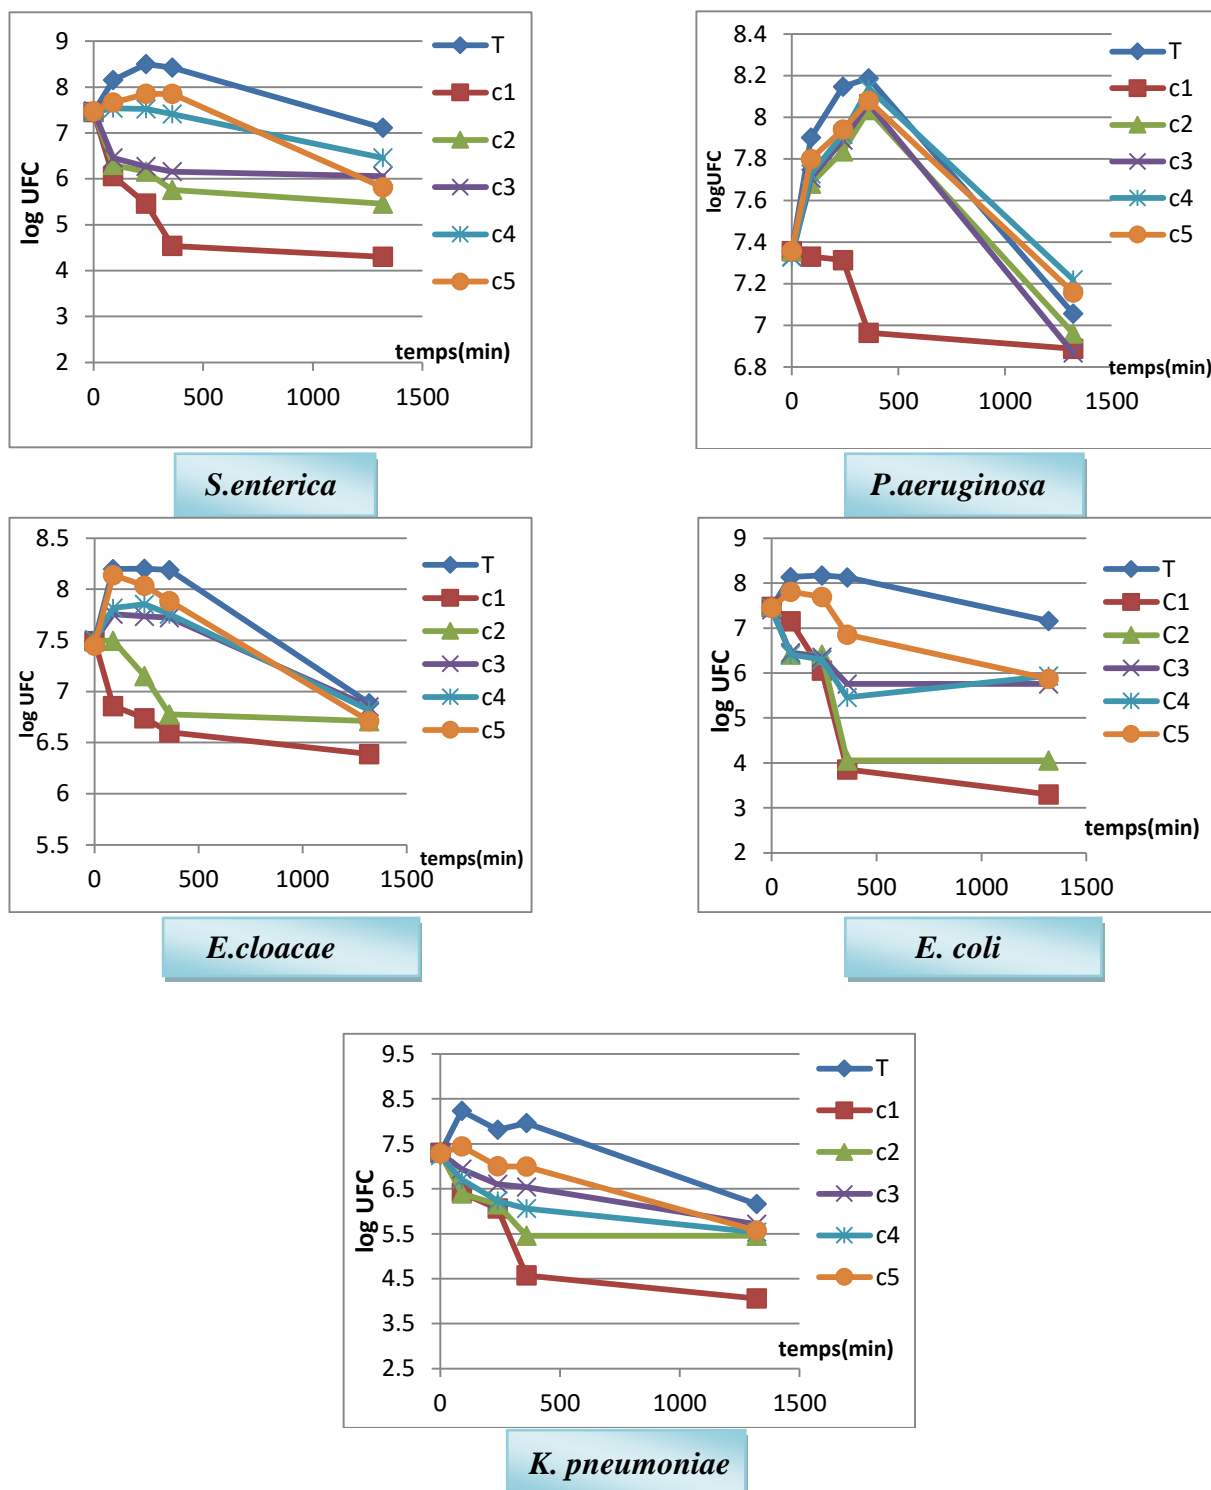 9
8
7
6
5
4
3
2
log UFC
0
500
1000
1500
temps(min)
T
c1
c2
c3
c4
c5
S.enterica
8.4
8.2
8
7.8
7.6
7.4
7.2
7
6.8
logUFC
0
500
1000
1500
temps(min)
T
c1
c2
c3
c4
c5
P.aeruginosa
8.5
8
7.5
7
6.5
6
5.5
log UFC
0
500
1000
1500
temps(min)
T
c1
c2
c3
c4
c5
E.cloacae
9
8
7
6
5
4
3
2
log UFC
0
500
1000
1500
temps(min)
T
C1
C2
C3
C4
C5
E. coli
9.5
8.5
7.5
6.5
5.5
4.5
3.5
2.5
log UFC
0
500
1000
1500
temps(min)
T
c1
c2
c3
c4
c5
K. pneumoniae